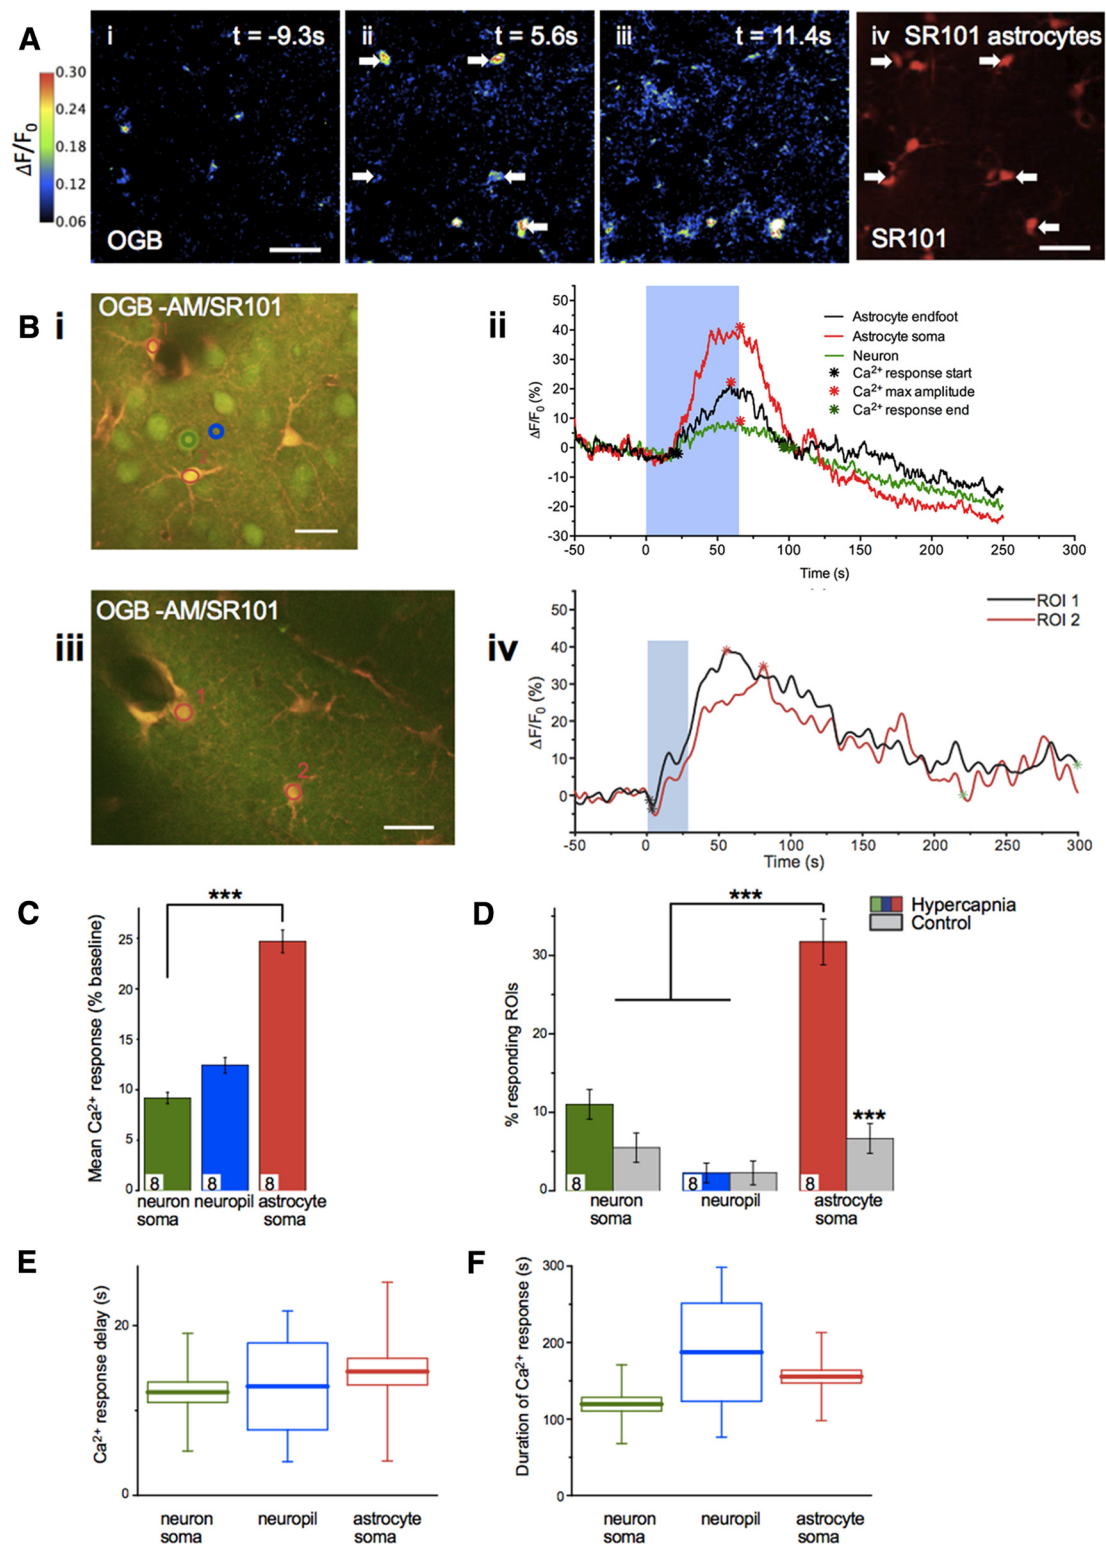 A
i
t = -9.3s
ii
t = 5.6s
iii
t = 11.4s
iv SR101 astrocytes
0.30
0.24
0.18
0.12
0.06
ΔF/F0
OGB
SR101
B i
OGB -AM/SR101
1
2
ii
50
40
30
20
10
0
-10
-20
-30
ΔF/F0 (%)
Astrocyte endfoot
Astrocyte soma
Neuron
Ca2+ response start
Ca2+ max amplitude
Ca2+ response end
-50 0 50 100 150 200 250 300
Time (s)
iii
OGB -AM/SR101
1
2
iv
50
40
30
20
10
0
ΔF/F0 (%)
ROI 1
ROI 2
-50 0 50 100 150 200 250 300
Time (s)
C
***
25
20
15
10
5
0
Mean Ca2+ response (% baseline)
8 8 8
neuron soma
neuropil
astrocyte soma
D
***
Hypercapnia
Control
30
20
10
0
% responding ROIs
***
8 8 8
neuron soma
neuropil
astrocyte soma
E
20
0
Ca2+ response delay (s)
neuron soma
neuropil
astrocyte soma
F
300
200
100
0
Duration of Ca2+ response (s)
neuron soma
neuropil
astrocyte soma